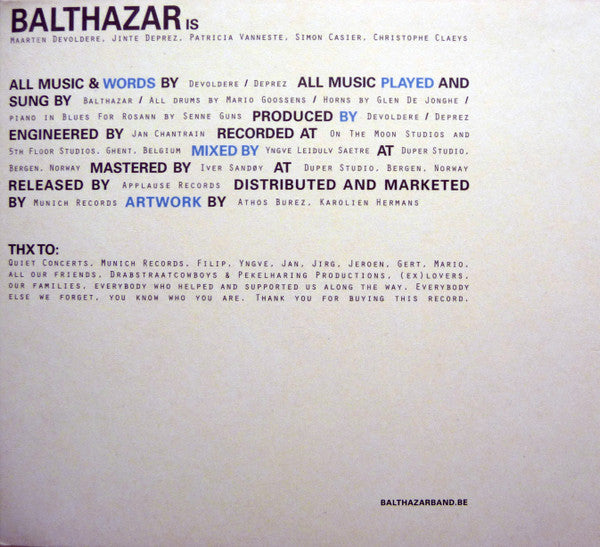 BALTHAZAR IS
MAARTEN DEVOLDERE, JINTE DEPREZ, PATRICIA VANNESTE, SIMON CASIER, CHRISTOPHE CLAEYS
ALL MUSIC & WORDS BY DEVOLDERE / DEPREZ ALL MUSIC PLAYED AND
SUNG BY BALTHAZAR / ALL DRUMS BY MARIO GOOSSENS / HORNS BY GLEN DE JONGHE /
PIANO IN BLUES FOR ROSANN BY SENNE GUNS PRODUCED BY DEVOLDERE / DEPREZ
ENGINEERED BY JAN CHANTRAIN RECORDED AT ON THE MOON STUDIOS AND
5TH FLOOR STUDIOS, GHENT, BELGIUM MIXED BY YNGVE LEIDULV SAETRE AT DUPER STUDIO,
BERGEN, NORWAY MASTERED BY IVER SANDØY AT DUPER STUDIO, BERGEN, NORWAY
RELEASED BY APPLAUSE RECORDS DISTRIBUTED AND MARKETED
BY MUNICH RECORDS ARTWORK BY ATHOS BUREZ, KAROLIEN HERMANS
THX TO:
QUIET CONCERTS, MUNICH RECORDS, FILIP, YNGVE, JAN, JIRG, JEROEN, GERT, MARIO,
ALL OUR FRIENDS, DRABSTRAATCOWBOYS & PEKELHARING PRODUCTIONS, (EX)LOVERS,
OUR FAMILIES, EVERYBODY WHO HELPED AND SUPPORTED US ALONG THE WAY. EVERYBODY
ELSE WE FORGET, YOU KNOW WHO YOU ARE. THANK YOU FOR BUYING THIS RECORD.
BALTHAZARBAND.BE